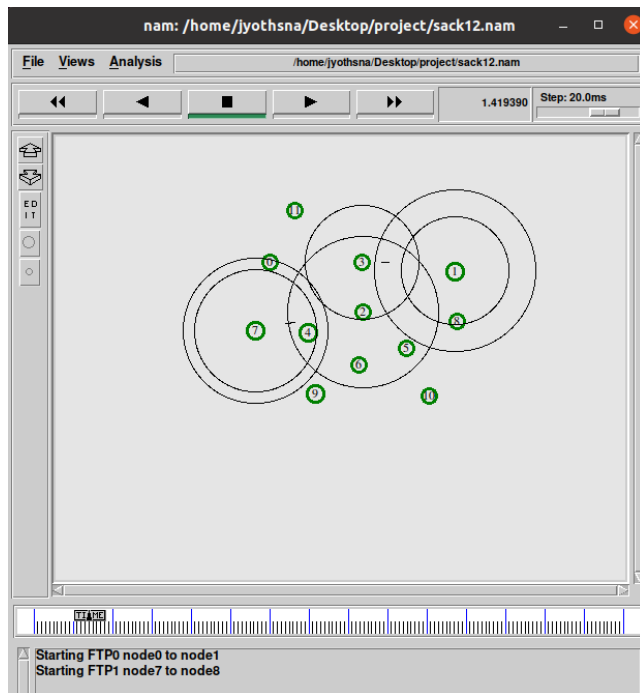 nam: /home/jyothsna/Desktop/project/sack12.nam
File Views Analysis /home/jyothsna/Desktop/project/sack12.nam
1.419390 Step: 20.0ms
ED
IT
11
0 3 1
2 8
7 4
5
6
9 10
TIME
Starting FTP0 node0 to node1
Starting FTP1 node7 to node8